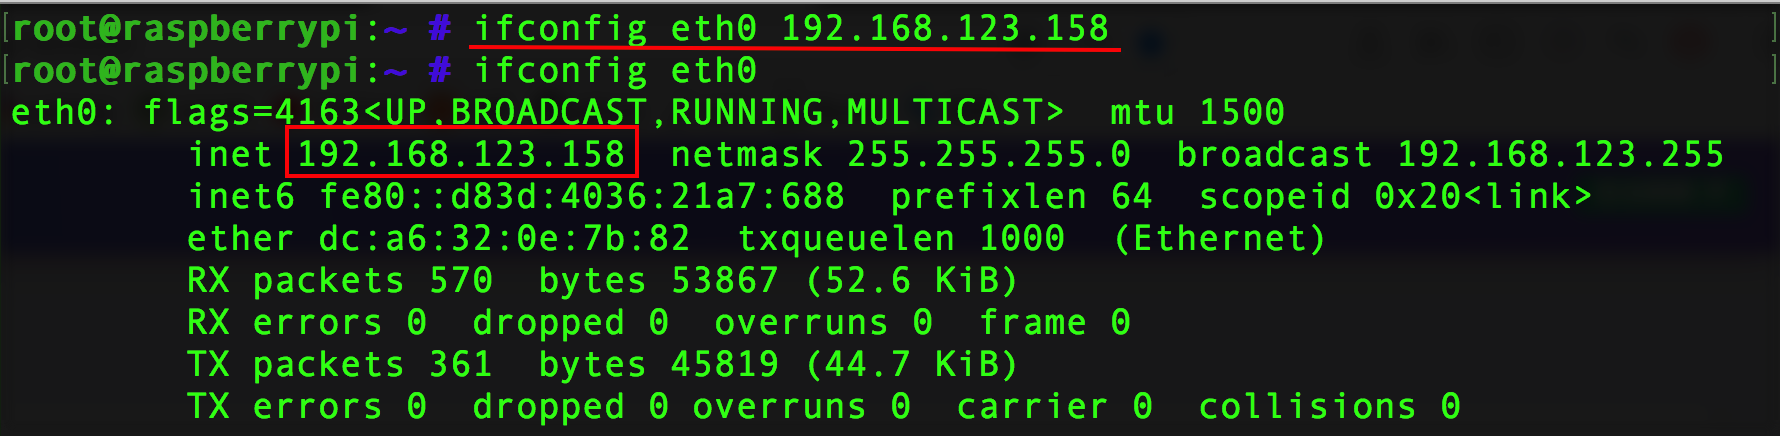 [root@raspberrypi:~ # ifconfig eth0 192.168.123.158 ]
[root@raspberrypi:~ # ifconfig eth0 ]
eth0: flags=4163<UP,BROADCAST,RUNNING,MULTICAST>  mtu 1500
        inet 192.168.123.158  netmask 255.255.255.0  broadcast 192.168.123.255
        inet6 fe80::d83d:4036:21a7:688  prefixlen 64  scopeid 0x20<link>
        ether dc:a6:32:0e:7b:82  txqueuelen 1000  (Ethernet)
        RX packets 570  bytes 53867 (52.6 KiB)
        RX errors 0  dropped 0  overruns 0  frame 0
        TX packets 361  bytes 45819 (44.7 KiB)
        TX errors 0  dropped 0 overruns 0  carrier 0  collisions 0